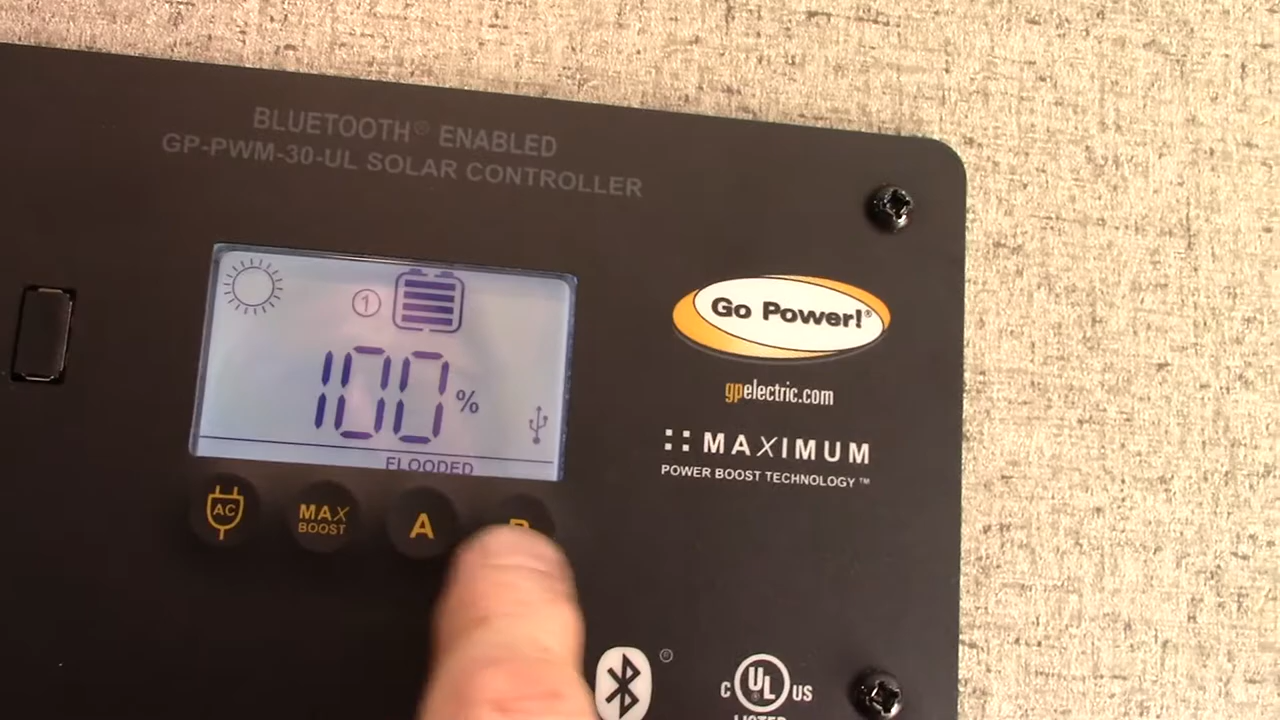 BLUETOOTH® ENABLED
GP-PWM-30-UL SOLAR CONTROLLER
1
100%
FLOODED
AC
MAX
BOOST
A
Go Power!®
gpelectric.com
MAXIMUM
POWER BOOST TECHNOLOGY™
®
C UL US
LISTED